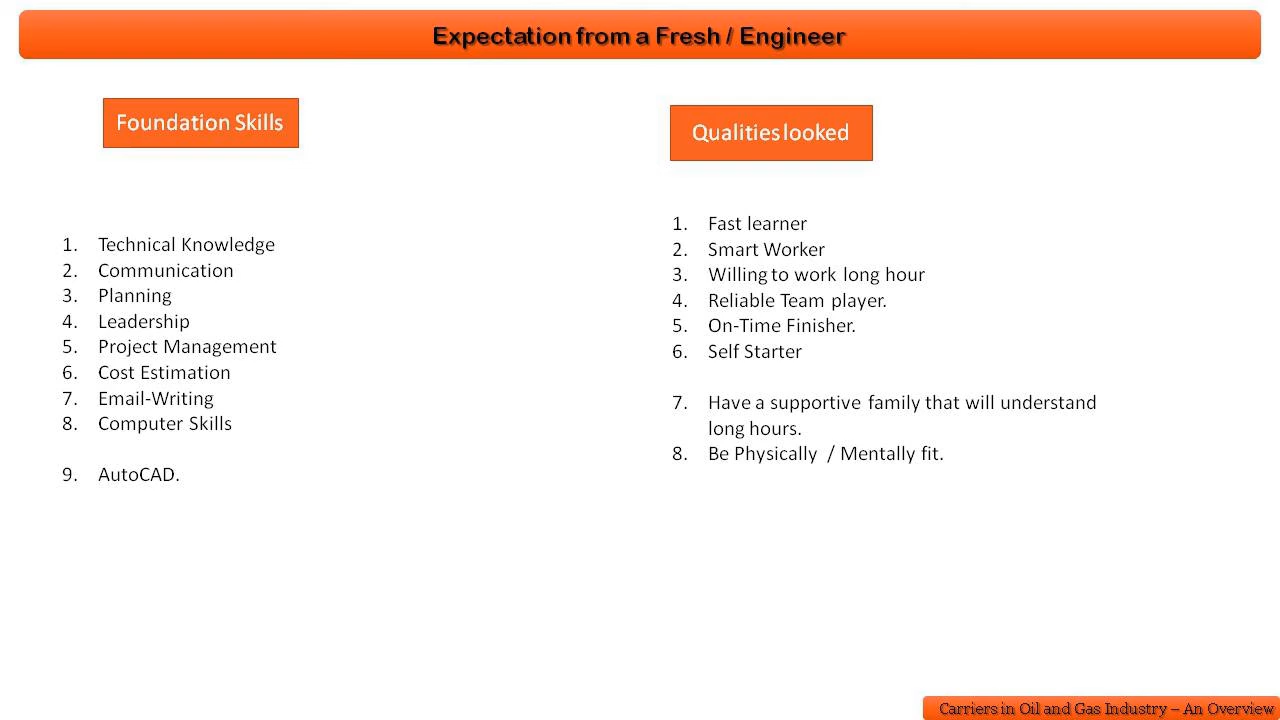 Expectation from a Fresh / Engineer
Foundation Skills
1. Technical Knowledge
2. Communication
3. Planning
4. Leadership
5. Project Management
6. Cost Estimation
7. Email-Writing
8. Computer Skills
9. AutoCAD.
Qualities looked
1. Fast learner
2. Smart Worker
3. Willing to work long hour
4. Reliable Team player.
5. On-Time Finisher.
6. Self Starter
7. Have a supportive family that will understand
long hours.
8. Be Physically / Mentally fit.
Carriers in Oil and Gas Industry – An Overview